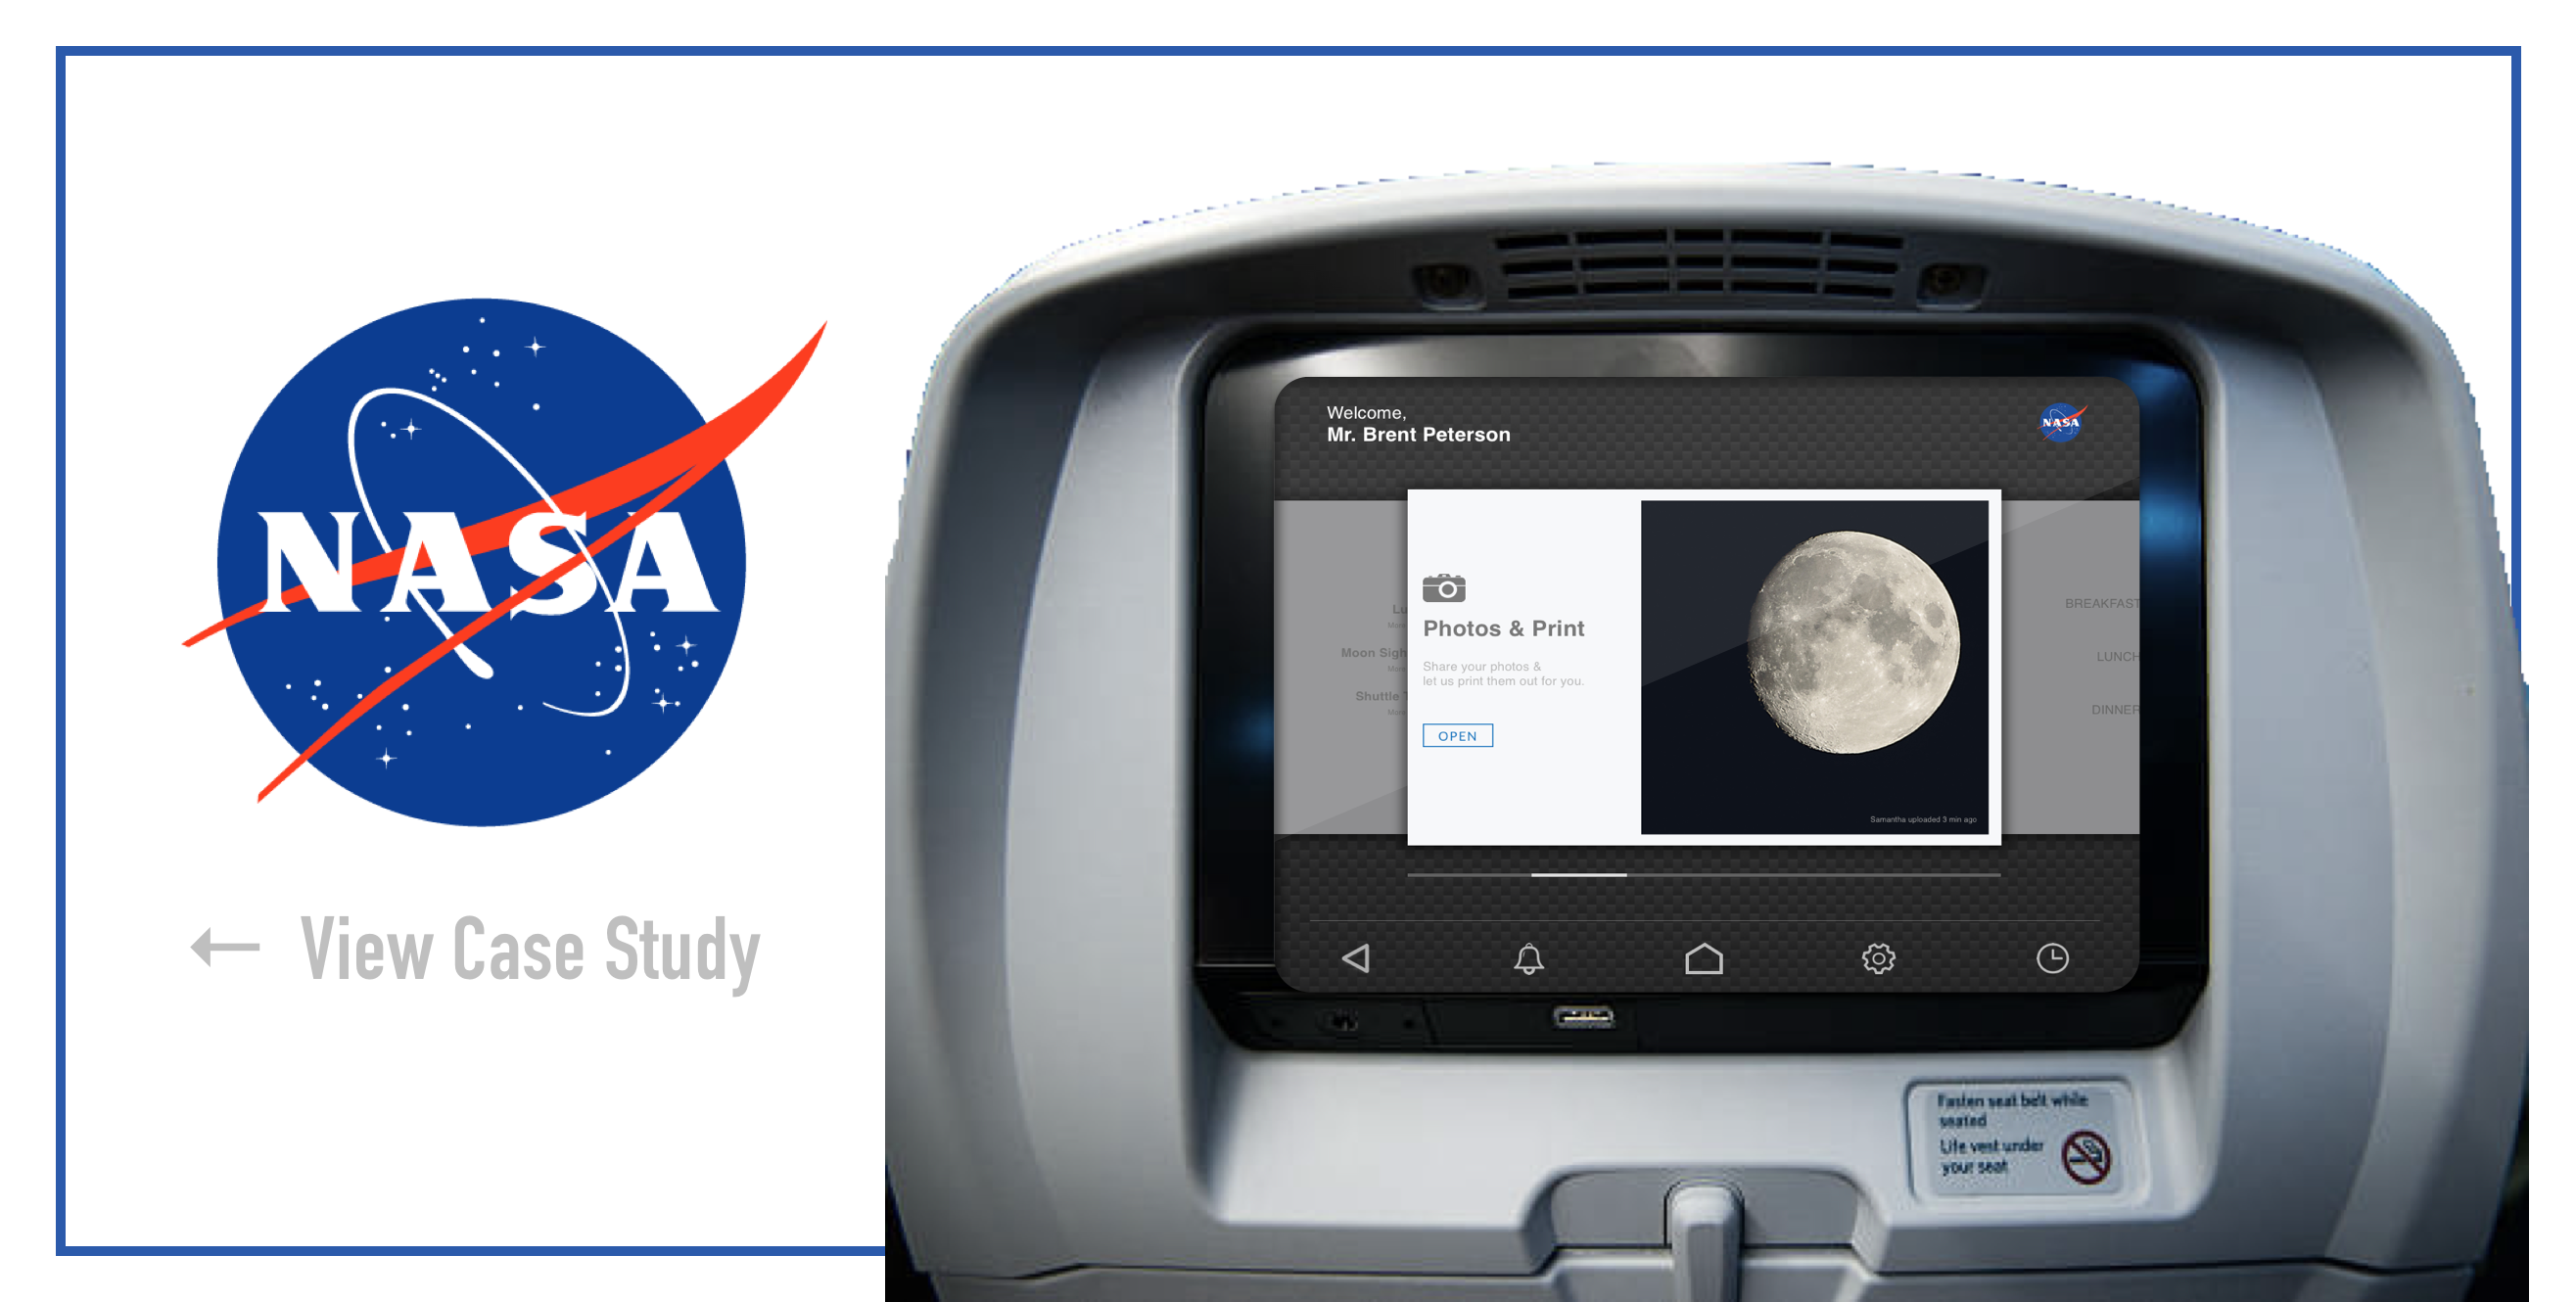 NASA
← View Case Study
Welcome,
Mr. Brent Peterson
NASA
Lu
Moon Sigh
Shuttle T
Photos & Print
Share your photos &
let us print them out for you.
OPEN
Samantha uploaded 3 min ago
BREAKFAST
LUNCH
DINNER
Fasten seat belt while
seated
Life vest under
your seat